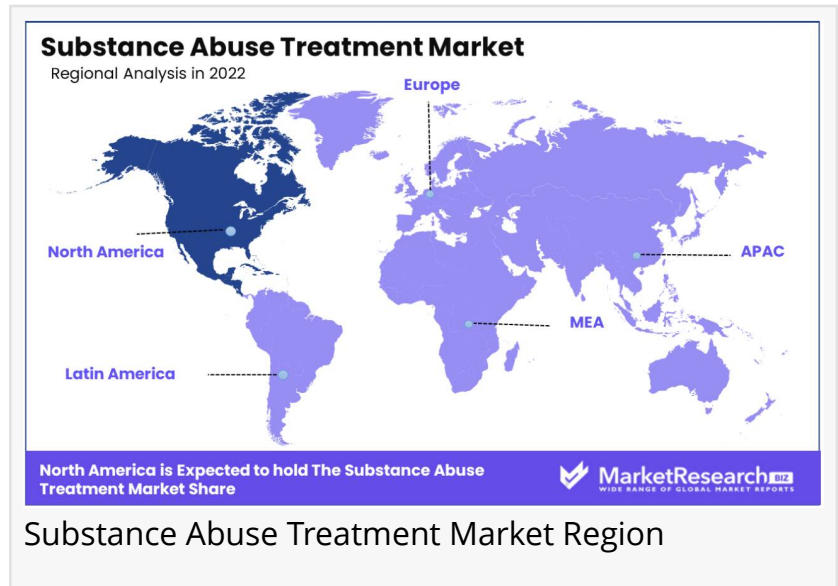 Substance Abuse Treatment Market
Regional Analysis in 2022
Europe
North America
APAC
MEA
Latin America
North America is Expected to hold The Substance Abuse
Treatment Market Share
MarketResearch BIZ
WIDE RANGE OF GLOBAL MARKET REPORTS
Substance Abuse Treatment Market Region